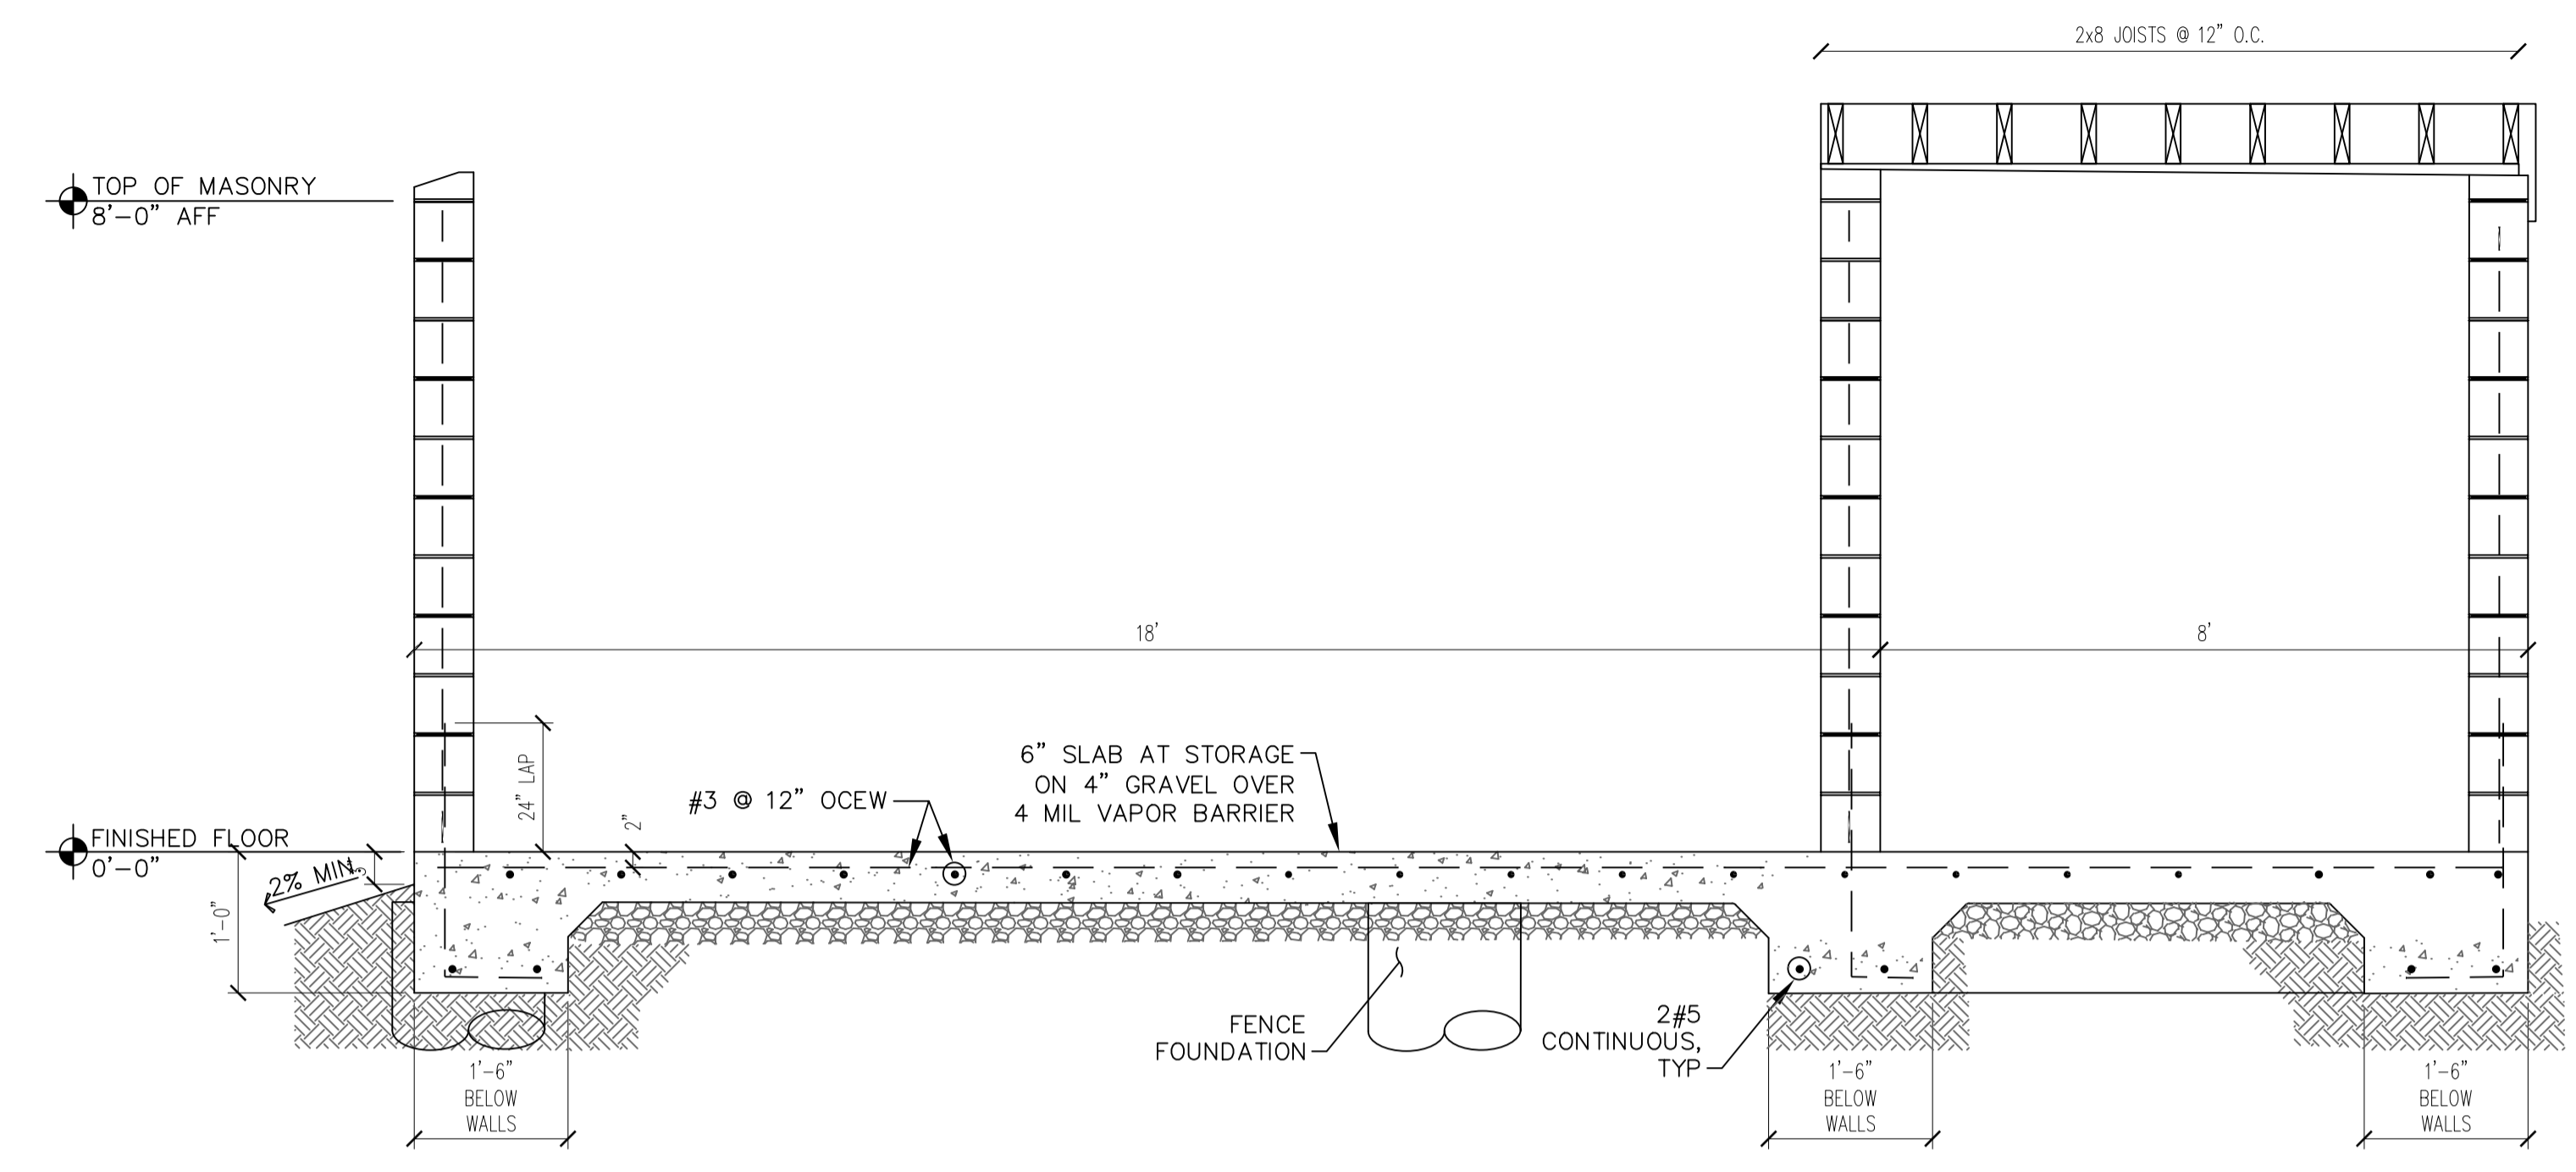 2x8 JOISTS @ 12" O.C.
TOP OF MASONRY
8'-0" AFF
18'
8'
24" LAP
#3 @ 12" OCEW
2"
6" SLAB AT STORAGE
ON 4" GRAVEL OVER
4 MIL VAPOR BARRIER
FINISHED FLOOR
0'-0"
2% MIN.
1'-0"
FENCE
FOUNDATION
2#5
CONTINUOUS,
TYP
1'-6"
BELOW
WALLS
1'-6"
BELOW
WALLS
1'-6"
BELOW
WALLS